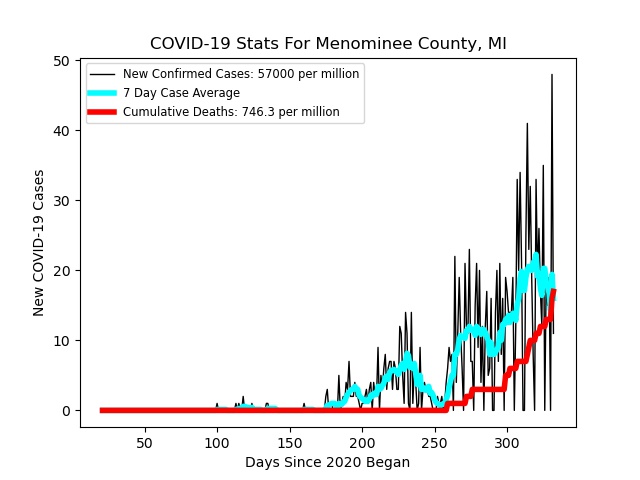 COVID-19 Stats For Menominee County, MI
New Confirmed Cases: 57000 per million
7 Day Case Average
Cumulative Deaths: 746.3 per million
New COVID-19 Cases
50
40
30
20
10
0
50 100 150 200 250 300
Days Since 2020 Began